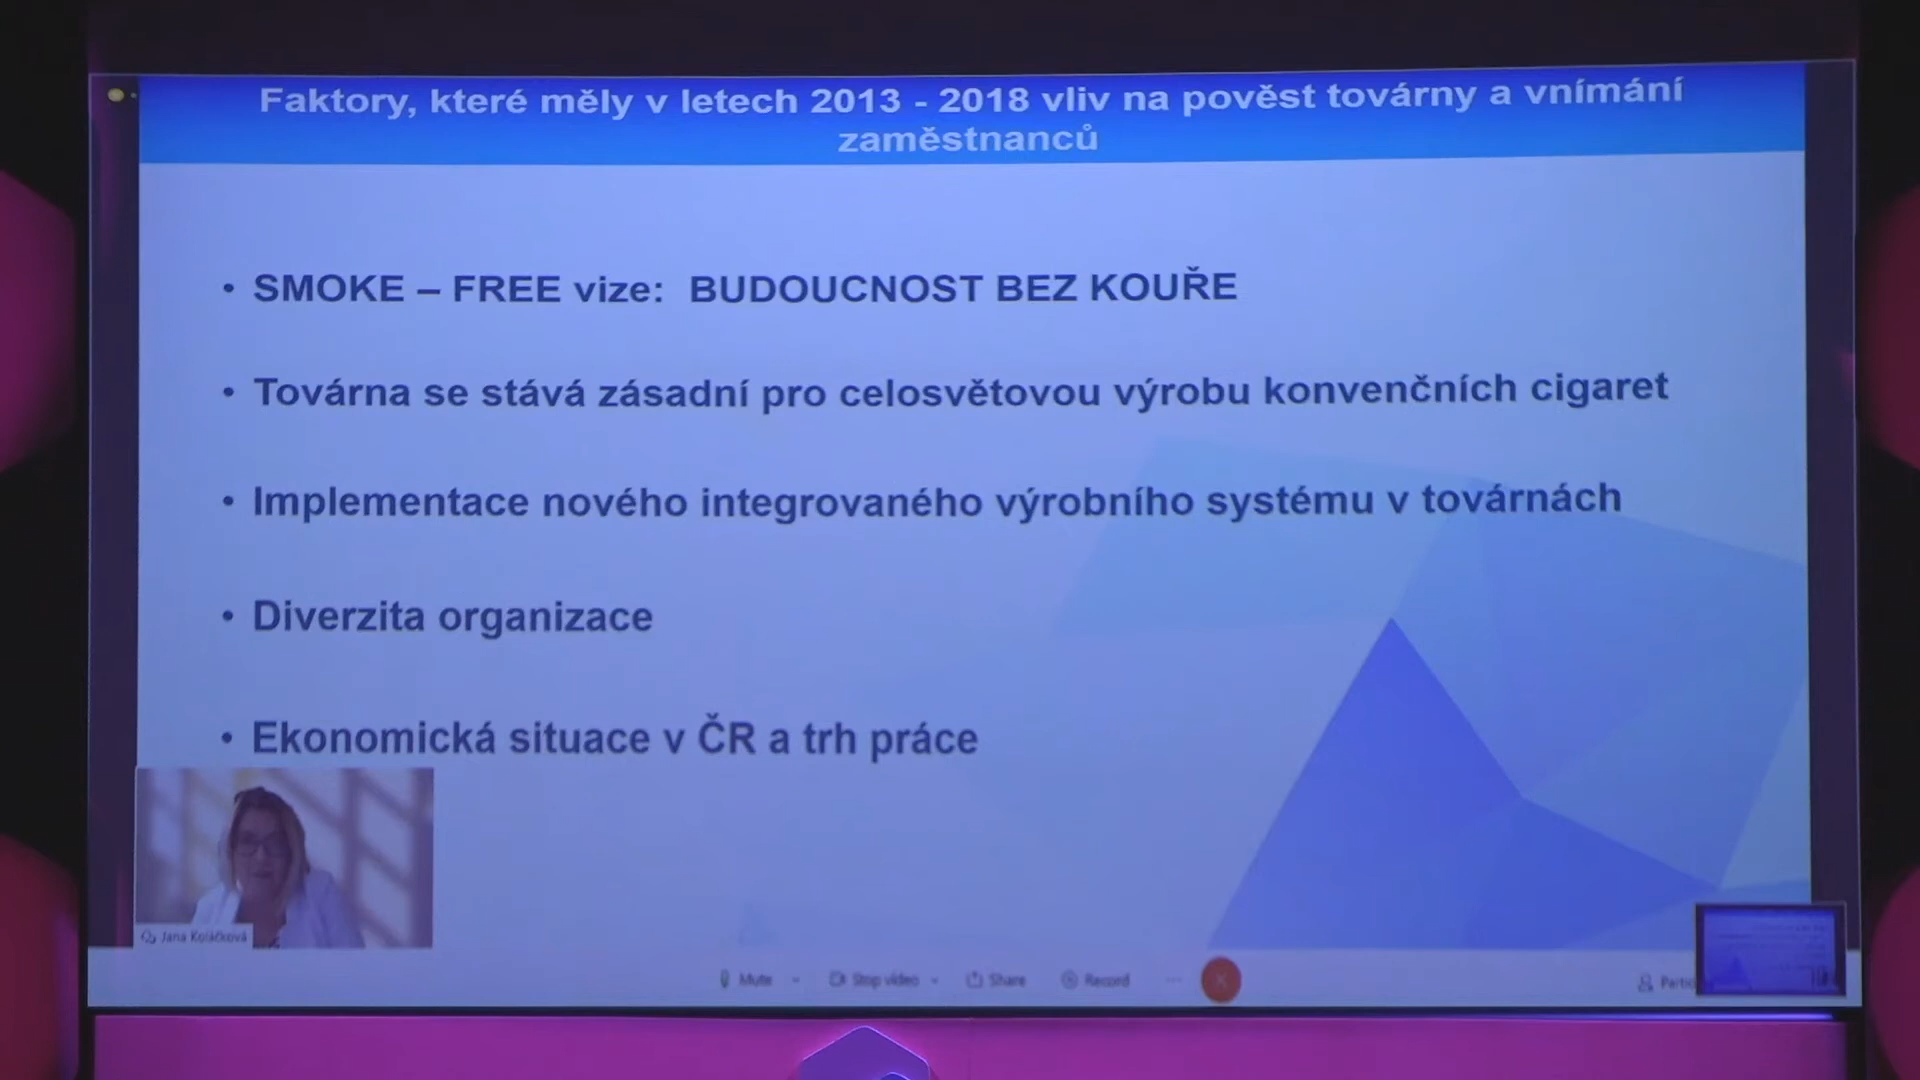 Faktory, které měly v letech 2013 - 2018 vliv na pověst továrny a vnímání
zaměstnanců
• SMOKE – FREE vize: BUDOUCNOST BEZ KOUŘE
• Továrna se stává zásadní pro celosvětovou výrobu konvenčních cigaret
• Implementace nového integrovaného výrobního systému v továrnách
• Diverzita organizace
• Ekonomická situace v ČR a trh práce
Jana Koláčková
Mute
Stop video
Share
Record